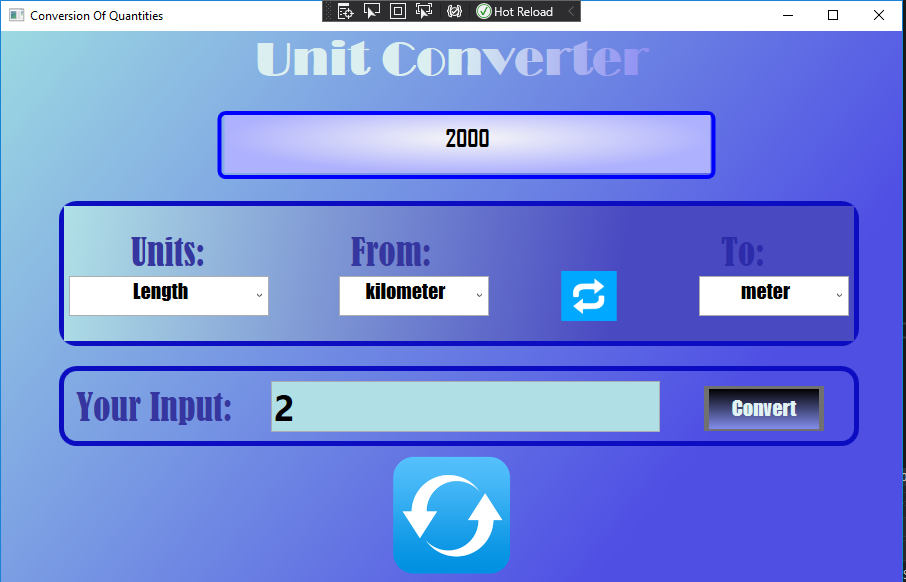 Conversion Of Quantities
Hot Reload
Unit Converter
2000
Units: From: To:
Length kilometer meter
Your Input: 2 Convert